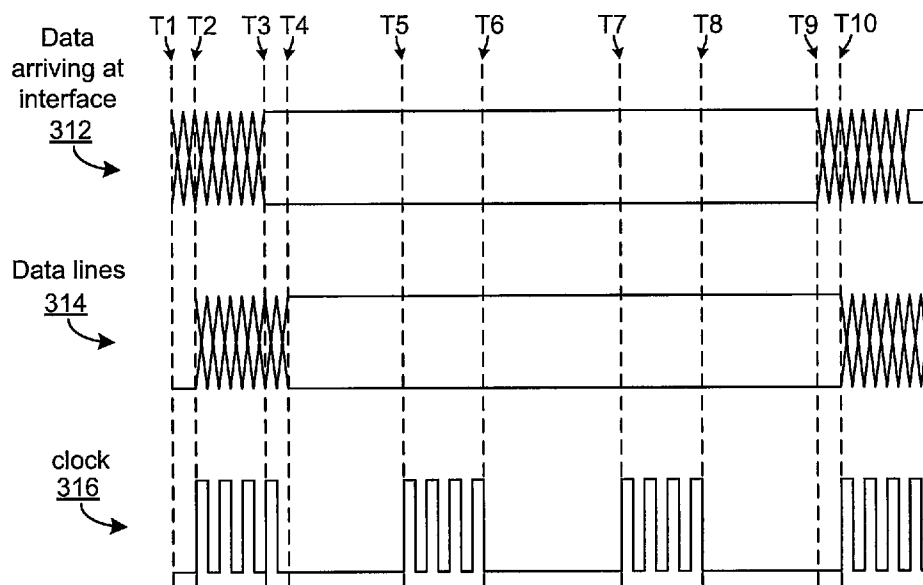 T1 T2 T3 T4 T5 T6 T7 T8 T9 T10
Data
arriving at
interface
312
Data lines
314
clock
316